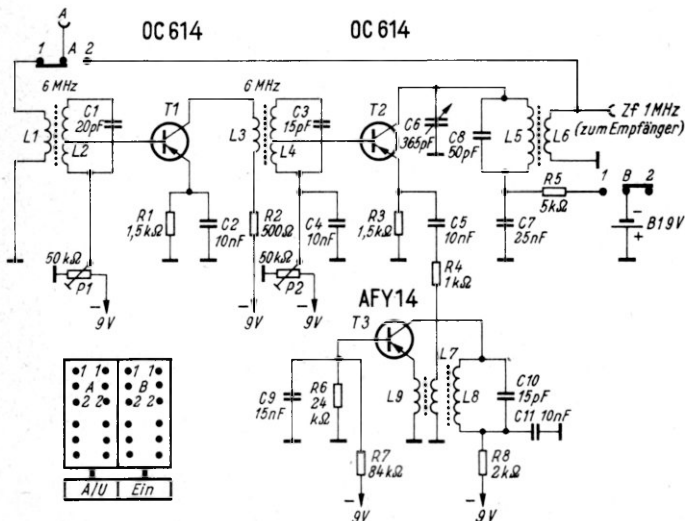 A
OC 614
OC 614
1
A
2
6 MHz
6 MHz
C1
20pF
T1
C3
15pF
T2
C6
365pF
C8
50pF
L1
L2
L3
L4
L5
L6
Zf 1MHz
(zum Empfänger)
R5
5kΩ
1
B
2
R1
1,5kΩ
C2
10nF
R2
500Ω
C4
10nF
R3
1,5kΩ
C5
10nF
C7
25nF
−
+
B1 9V
50kΩ
P1
−
9V
−
9V
50kΩ
P2
−
9V
R4
1kΩ
AFY14
T3
L7
L9
L8
C10
15pF
C11 10nF
C9
15nF
R6
24
kΩ
R7
84kΩ
−
9V
R8
2kΩ
−
9V
1 1
1 1
A
B
2 2
2 2
A/U
Ein